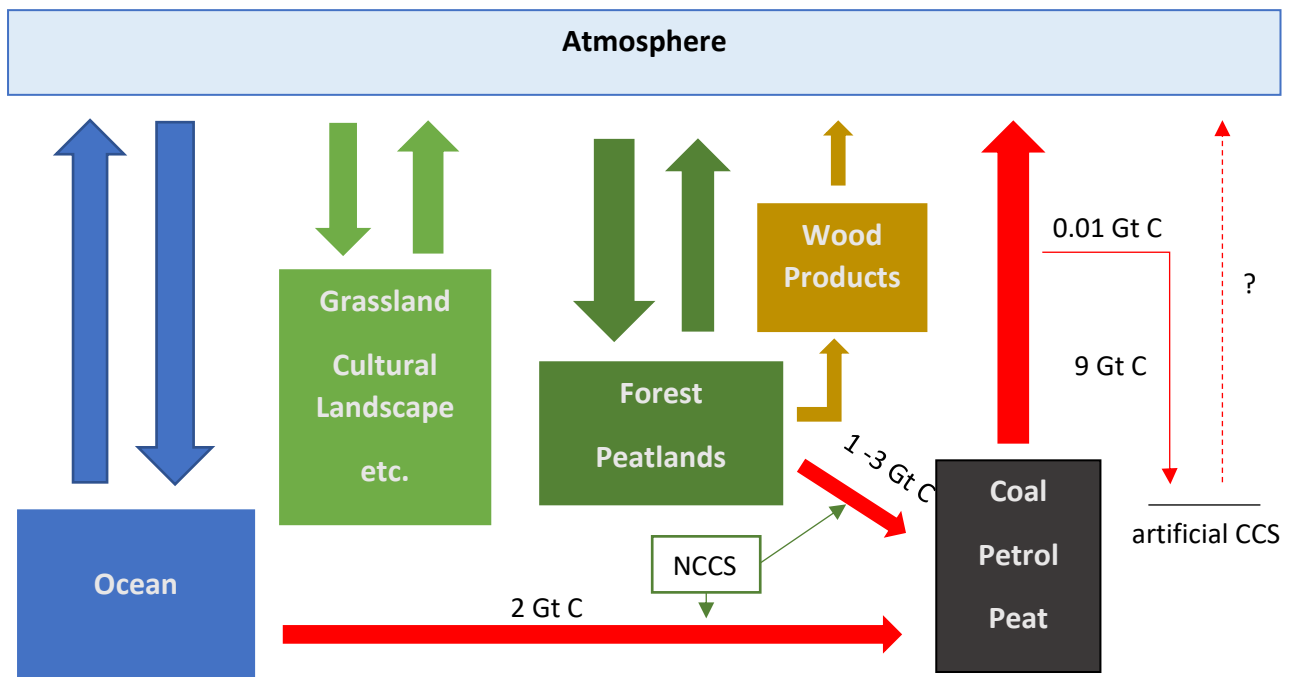 Atmosphere
0.01 Gt C
Wood
Products
?
Grassland
Cultural
Landscape
etc.
9 Gt C
Forest
Peatlands
1 -3 Gt C
Coal
Petrol
Peat
artificial CCS
NCCS
Ocean
2 Gt C